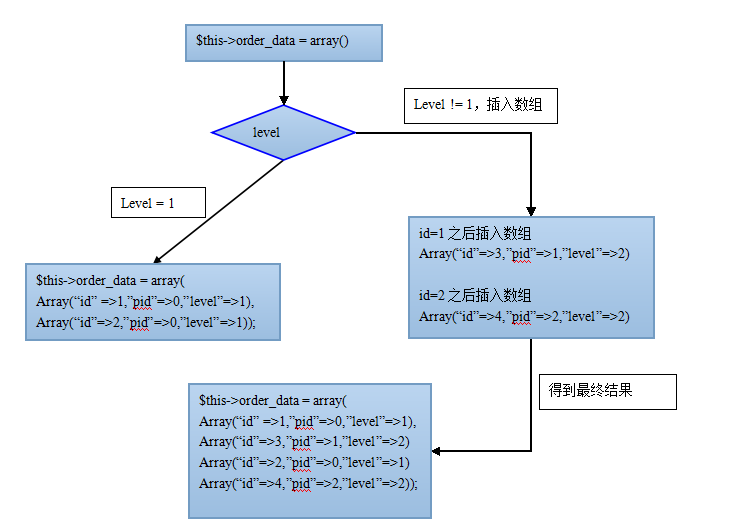 $this->order_data = array()
Level != 1，插入数组
level
Level = 1
id=1 之后插入数组
Array(“id”=>3,”pid”=>1,”level”=>2)
id=2 之后插入数组
Array(“id”=>4,”pid”=>2,”level”=>2)
$this->order_data = array(
Array(“id” =>1,”pid”=>0,”level”=>1),
Array(“id”=>2,”pid”=>0,”level”=>1));
得到最终结果
$this->order_data = array(
Array(“id” =>1,”pid”=>0,”level”=>1),
Array(“id”=>3,”pid”=>1,”level”=>2)
Array(“id”=>2,”pid”=>0,”level”=>1)
Array(“id”=>4,”pid”=>2,”level”=>2));